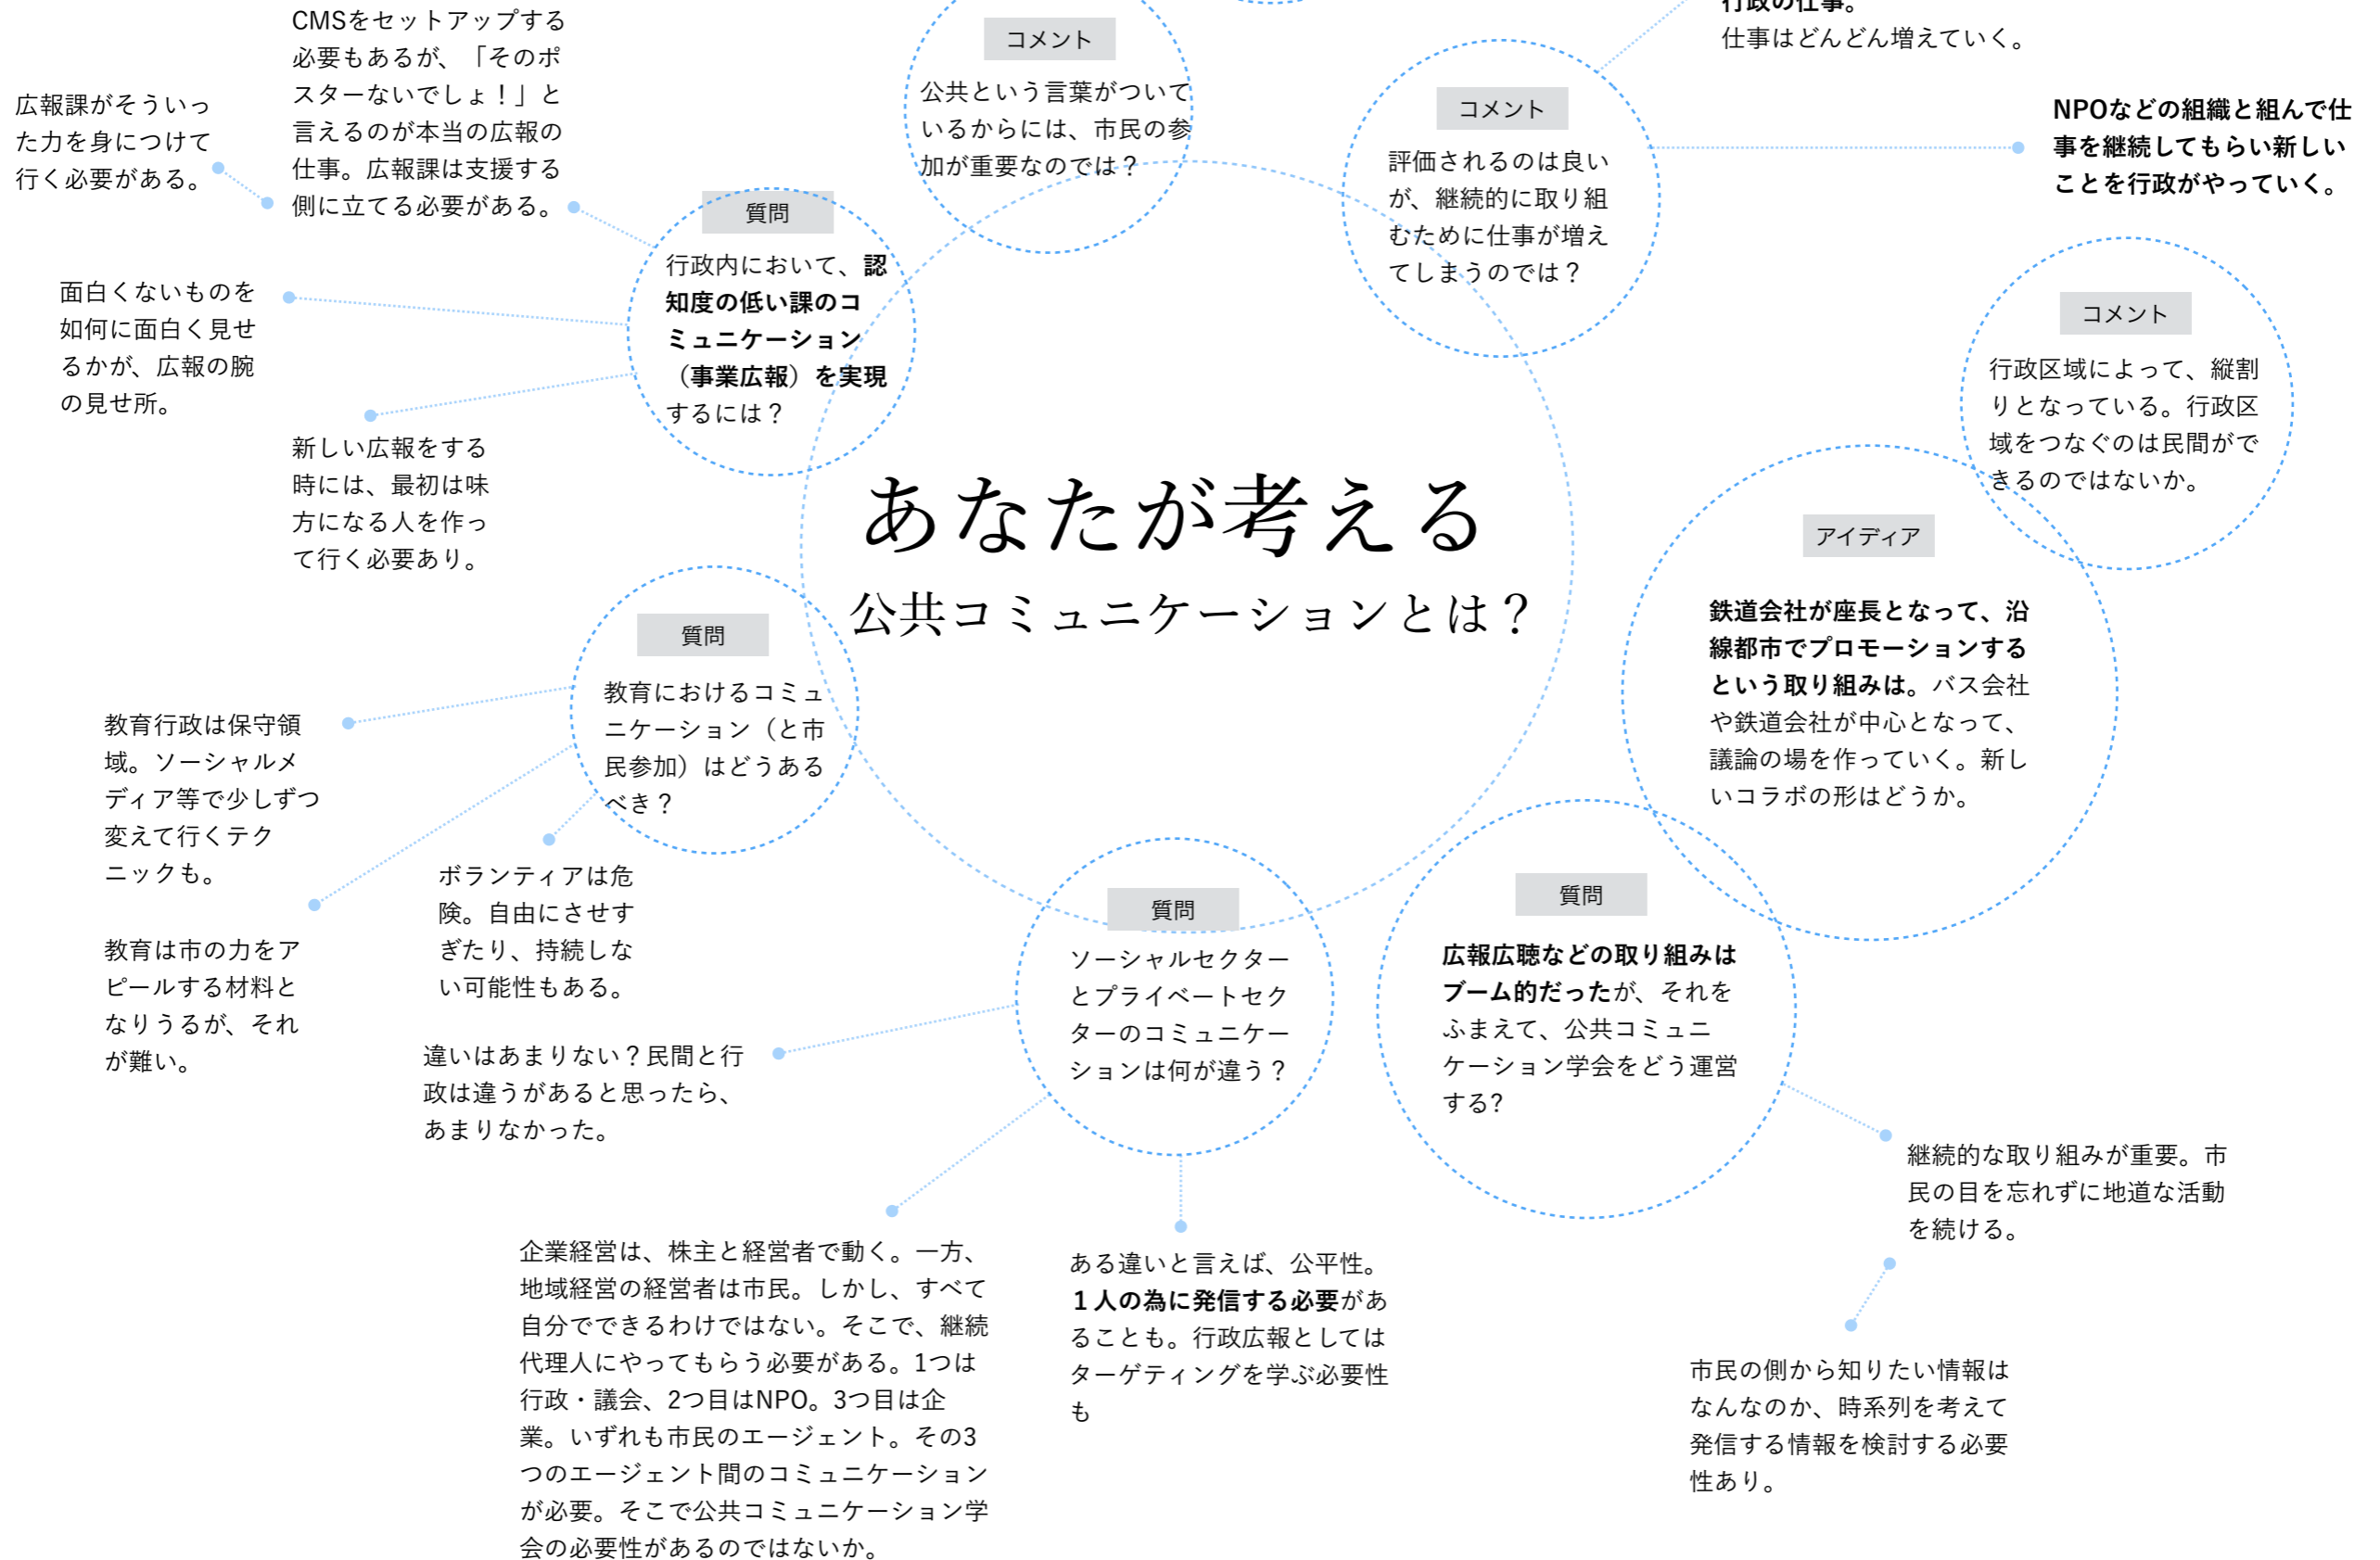 CMSをセットアップする
必要もあるが、「そのポ
スターないでしょ！」と
言えるのが本当の広報の
仕事。広報課は支援する
側に立てる必要がある。
広報課がそういっ
た力を身につけて
行く必要がある。
面白くないものを
如何に面白く見せ
るかが、広報の腕
の見せ所。
新しい広報をする
時には、最初は味
方になる人を作っ
て行く必要あり。
質問
行政内において、認
知度の低い課のコ
ミュニケーション
（事業広報）を実現
するには？
コメント
公共という言葉がついて
いるからには、市民の参
加が重要なのでは？
コメント
評価されるのは良い
が、継続的に取り組
むために仕事が増え
てしまうのでは？
行政の仕事。
仕事はどんどん増えていく。
NPOなどの組織と組んで仕
事を継続してもらい新しい
ことを行政がやっていく。
コメント
行政区域によって、縦割
りとなっている。行政区
域をつなぐのは民間がで
きるのではないか。
あなたが考える
公共コミュニケーションとは？
アイディア
鉄道会社が座長となって、沿
線都市でプロモーションする
という取り組みは。バス会社
や鉄道会社が中心となって、
議論の場を作っていく。新し
いコラボの形はどうか。
質問
教育におけるコミュ
ニケーション（と市
民参加）はどうある
べき？
教育行政は保守領
域。ソーシャルメ
ディア等で少しずつ
変えて行くテク
ニックも。
教育は市の力をア
ピールする材料と
なりうるが、それ
が難い。
ボランティアは危
険。自由にさせす
ぎたり、持続しな
い可能性もある。
質問
ソーシャルセクター
とプライベートセク
ターのコミュニケー
ションは何が違う？
違いはあまりない？民間と行
政は違うがあると思ったら、
あまりなかった。
企業経営は、株主と経営者で動く。一方、
地域経営の経営者は市民。しかし、すべて
自分でできるわけではない。そこで、継続
代理人にやってもらう必要がある。1つは
行政・議会、2つ目はNPO。3つ目は企
業。いずれも市民のエージェント。その3
つのエージェント間のコミュニケーション
が必要。そこで公共コミュニケーション学
会の必要性があるのではないか。
ある違いと言えば、公平性。
１人の為に発信する必要があ
ることも。行政広報としては
ターゲティングを学ぶ必要性
も
質問
広報広聴などの取り組みは
ブーム的だったが、それを
ふまえて、公共コミュニ
ケーション学会をどう運営
する?
継続的な取り組みが重要。市
民の目を忘れずに地道な活動
を続ける。
市民の側から知りたい情報は
なんなのか、時系列を考えて
発信する情報を検討する必要
性あり。